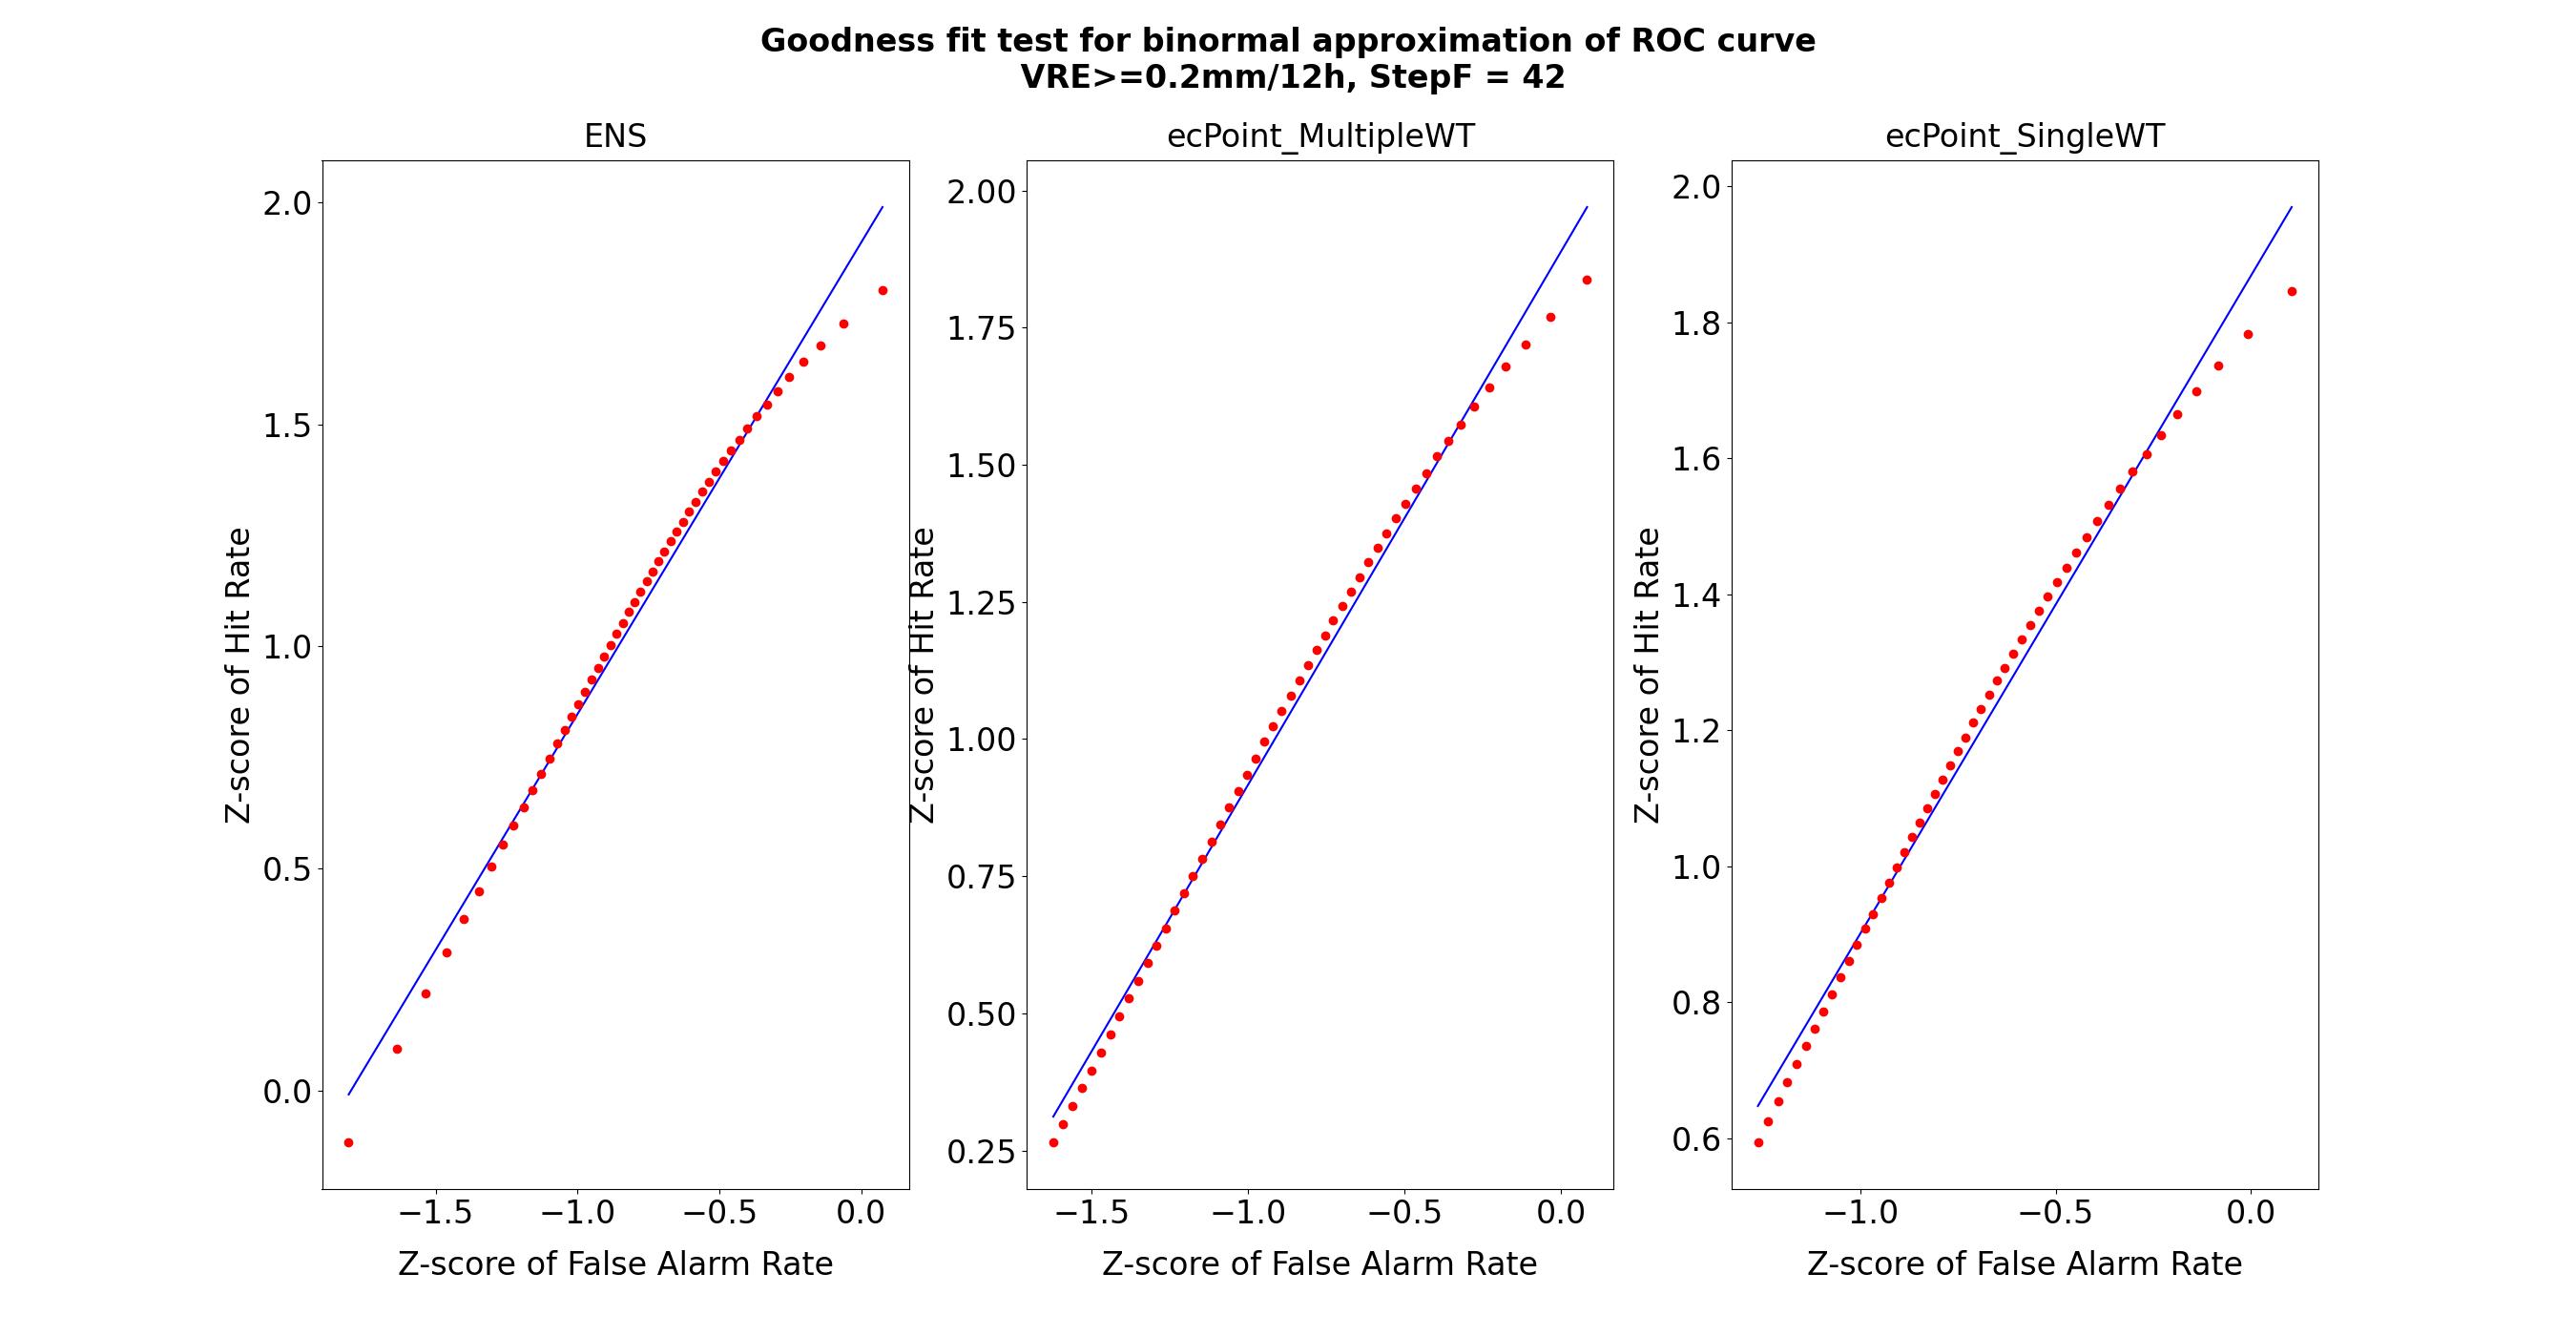 Goodness fit test for binormal approximation of ROC curve
VRE>=0.2mm/12h, StepF = 42
ENS
Z-score of Hit Rate
2.0
1.5
1.0
0.5
0.0
−1.5 −1.0 −0.5 0.0
Z-score of False Alarm Rate
ecPoint_MultipleWT
Z-score of Hit Rate
2.00
1.75
1.50
1.25
1.00
0.75
0.50
0.25
−1.5 −1.0 −0.5 0.0
Z-score of False Alarm Rate
ecPoint_SingleWT
Z-score of Hit Rate
2.0
1.8
1.6
1.4
1.2
1.0
0.8
0.6
−1.0 −0.5 0.0
Z-score of False Alarm Rate